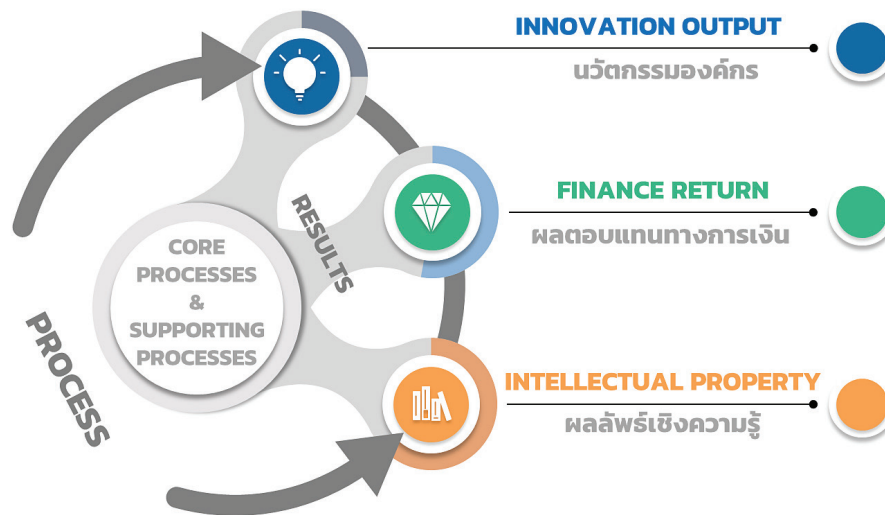 INNOVATION OUTPUT
นวัตกรรมองค์กร
FINANCE RETURN
ผลตอบแทนทางการเงิน
RESULTS
CORE
PROCESSES
&
SUPPORTING
PROCESSES
PROCESS
INTELLECTUAL PROPERTY
ผลลัพธ์เชิงความรู้